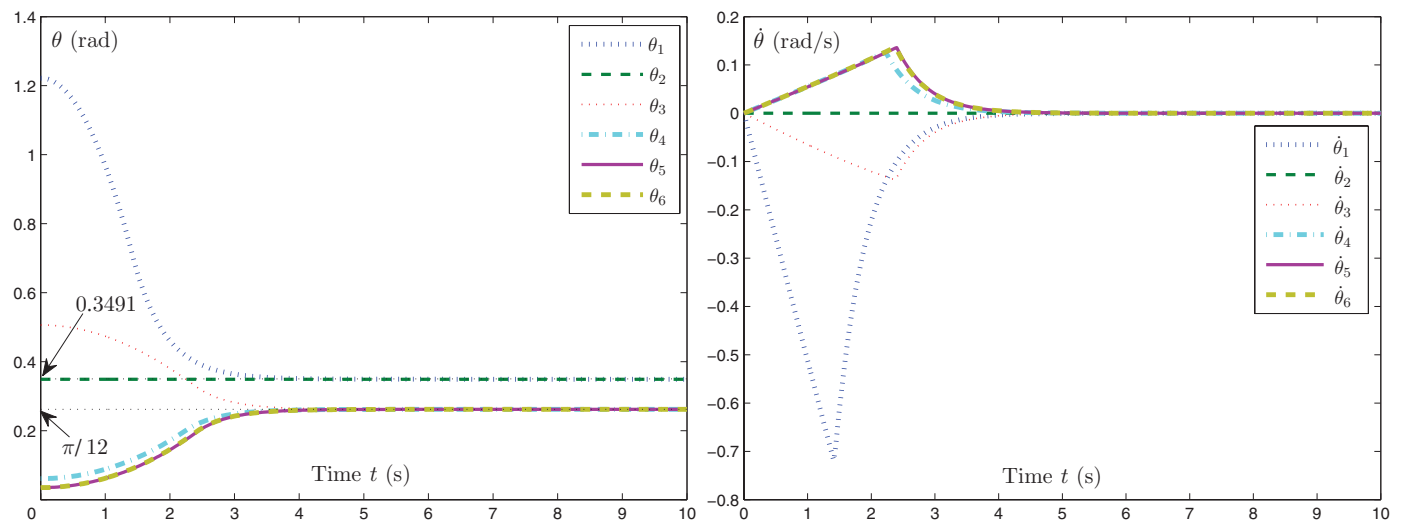 θ (rad)
1.4
1.2
1
0.8
0.6
0.4
0.2
0
0 1 2 3 4 5 6 7 8 9 10
θ₁
θ₂
θ₃
θ₄
θ₅
θ₆
0.3491
π/12
Time t (s)
θ̇ (rad/s)
0.2
0.1
0
−0.1
−0.2
−0.3
−0.4
−0.5
−0.6
−0.7
−0.8
0 1 2 3 4 5 6 7 8 9 10
θ̇₁
θ̇₂
θ̇₃
θ̇₄
θ̇₅
θ̇₆
Time t (s)